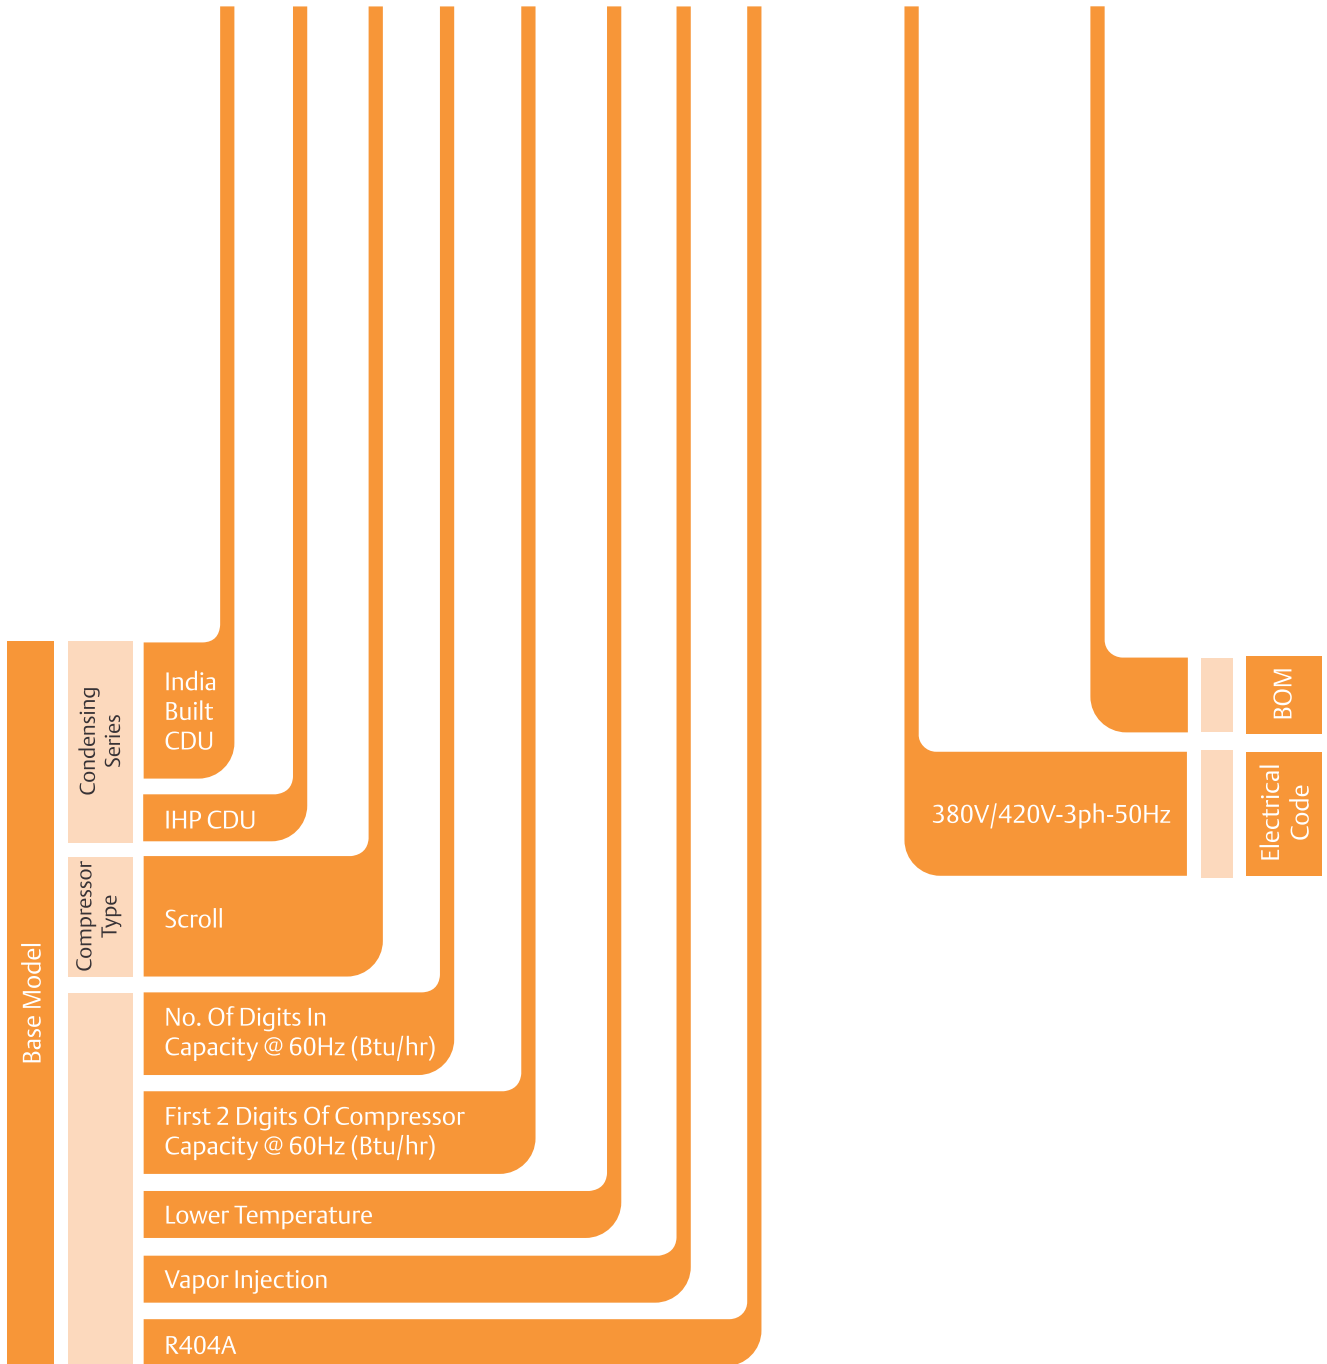 Base Model
Condensing
Series
India
Built
CDU
IHP CDU
Compressor
Type
Scroll
No. Of Digits In
Capacity @ 60Hz (Btu/hr)
First 2 Digits Of Compressor
Capacity @ 60Hz (Btu/hr)
Lower Temperature
Vapor Injection
R404A
BOM
380V/420V-3ph-50Hz
Electrical
Code